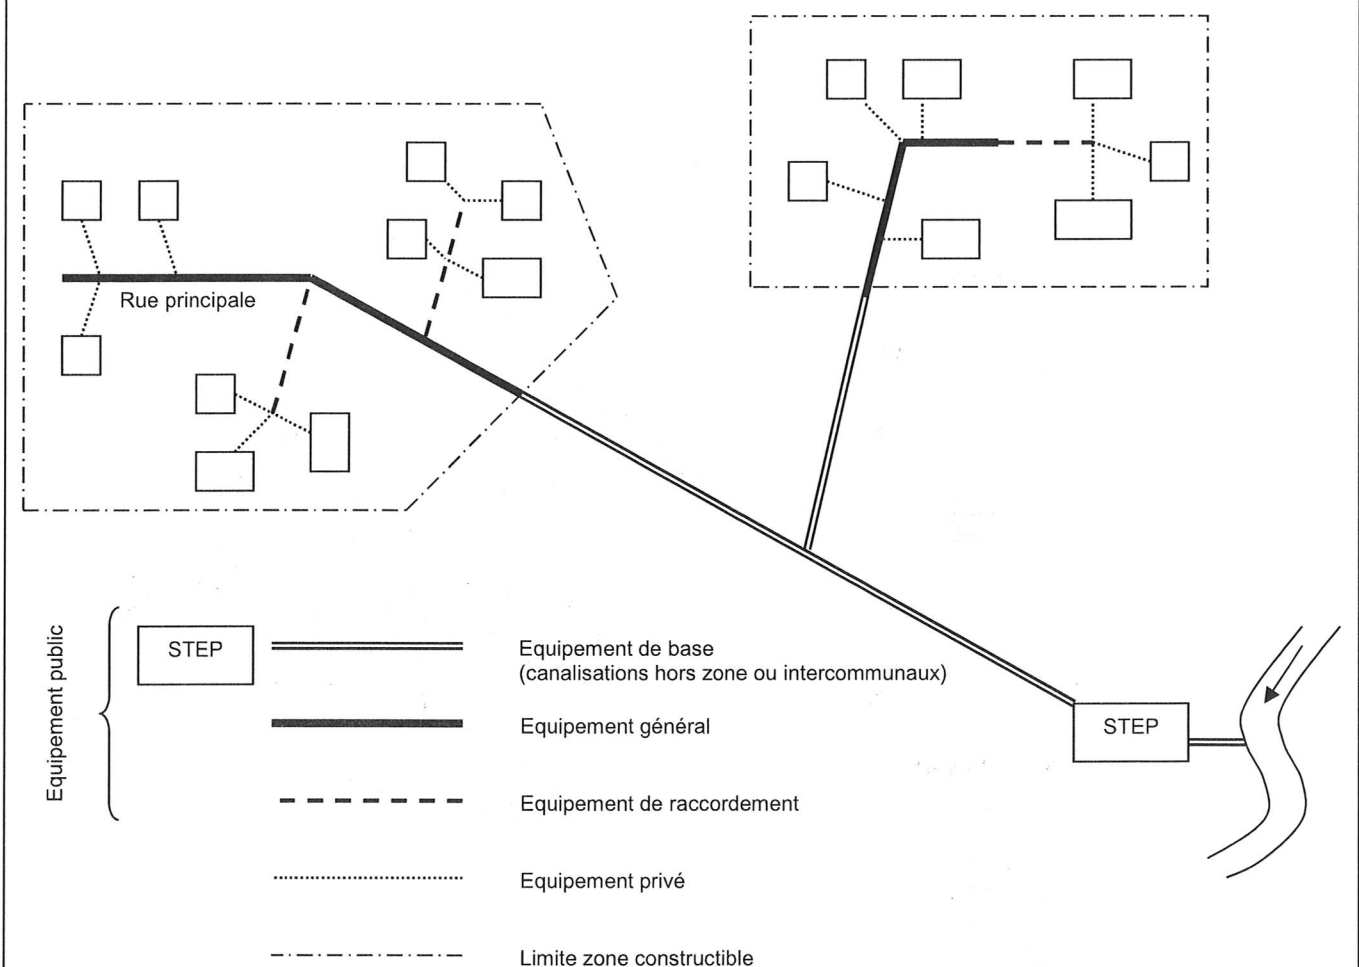 Rue principale
Equipement public
STEP
Equipement de base
(canalisations hors zone ou intercommunaux)
Equipement général
STEP
Equipement de raccordement
Equipement privé
Limite zone constructible